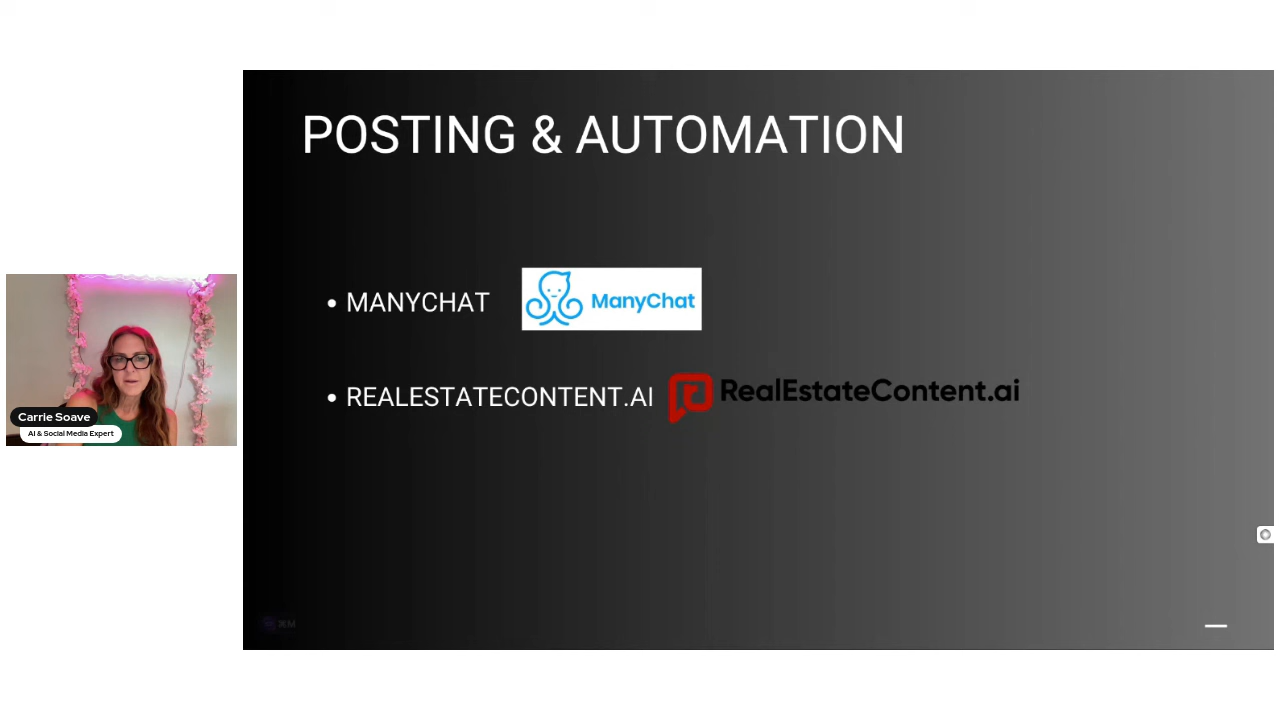 POSTING & AUTOMATION
• MANYCHAT
ManyChat
• REALESTATECONTENT.AI
RealEstateContent.ai
Carrie Soave
AI & Social Media Expert